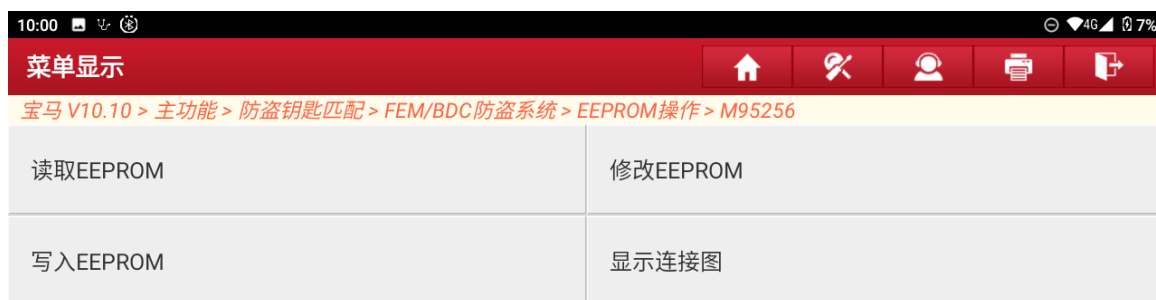 10:00 4G 7%
菜单显示
宝马 V10.10 > 主功能 > 防盗钥匙匹配 > FEM/BDC防盗系统 > EEPROM操作 > M95256
读取EEPROM 修改EEPROM
写入EEPROM 显示连接图